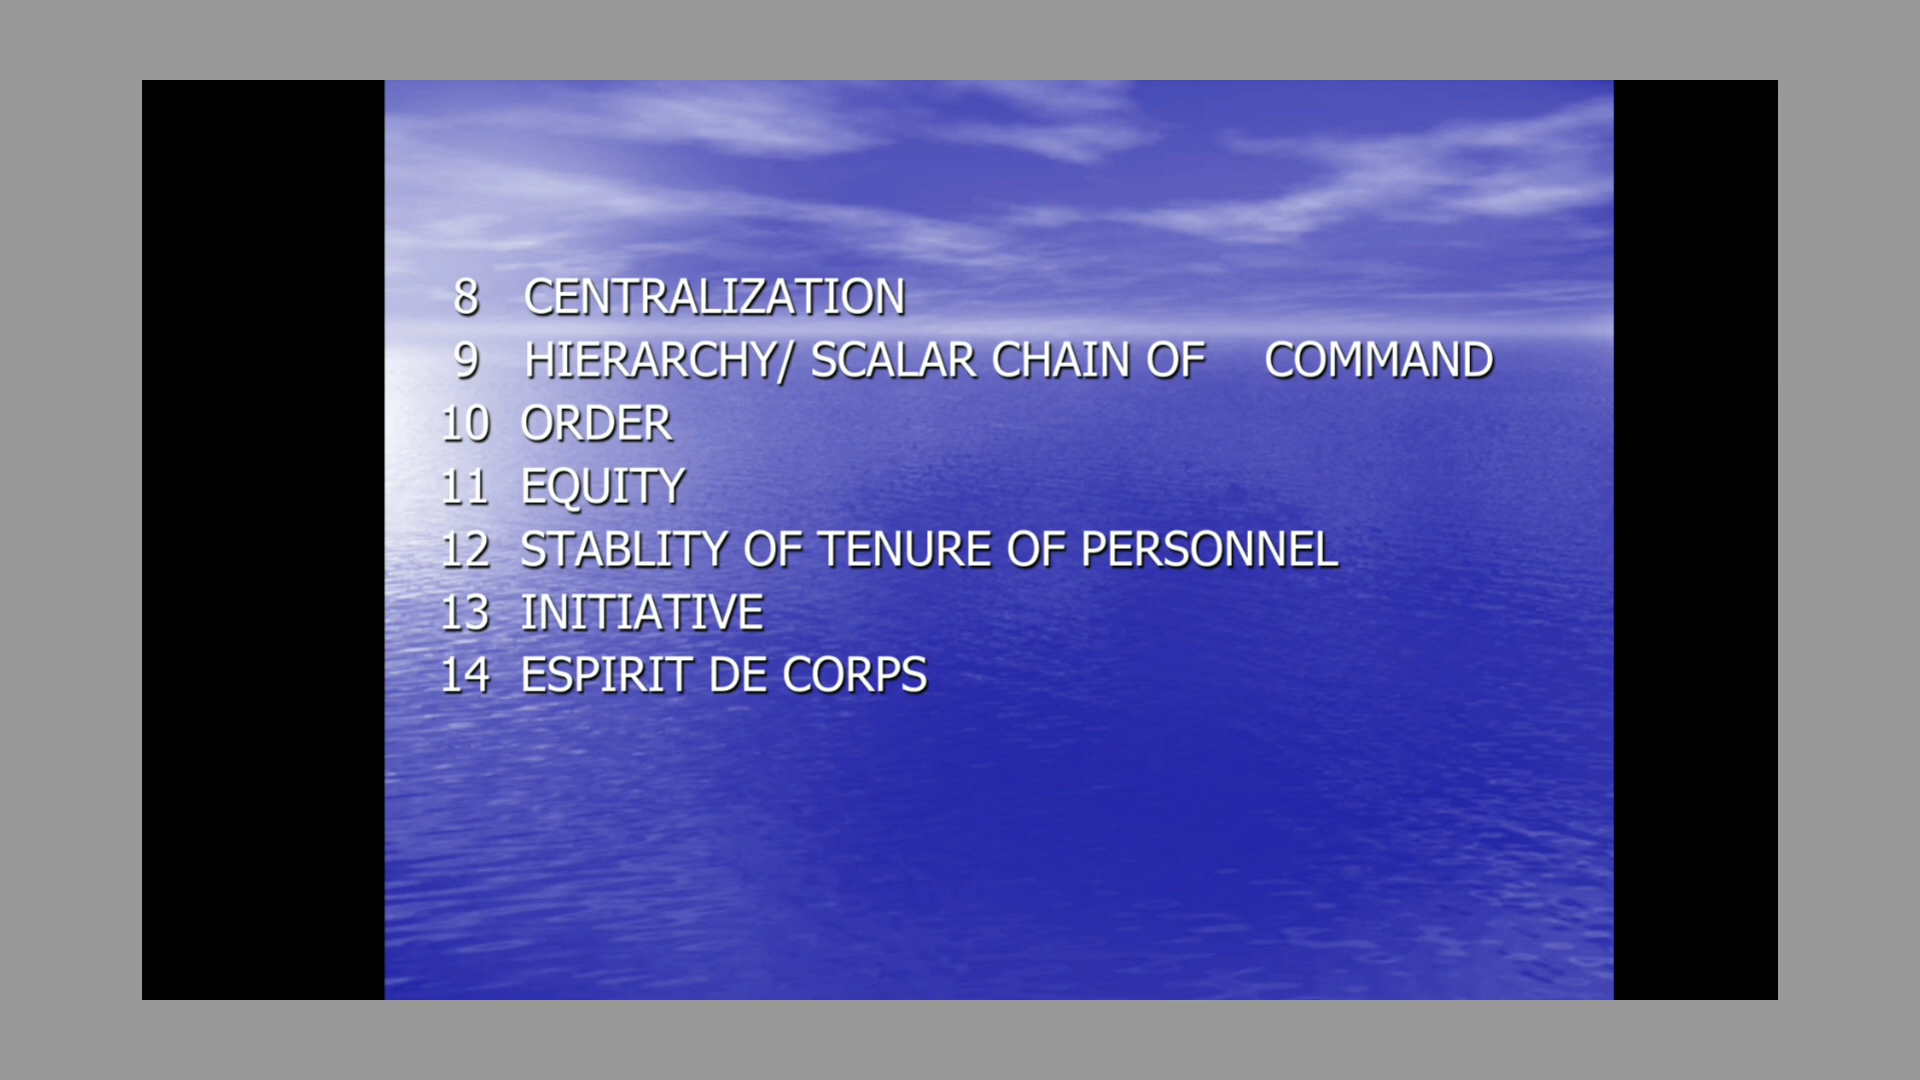 8 CENTRALIZATION
9 HIERARCHY/ SCALAR CHAIN OF COMMAND
10 ORDER
11 EQUITY
12 STABLITY OF TENURE OF PERSONNEL
13 INITIATIVE
14 ESPIRIT DE CORPS